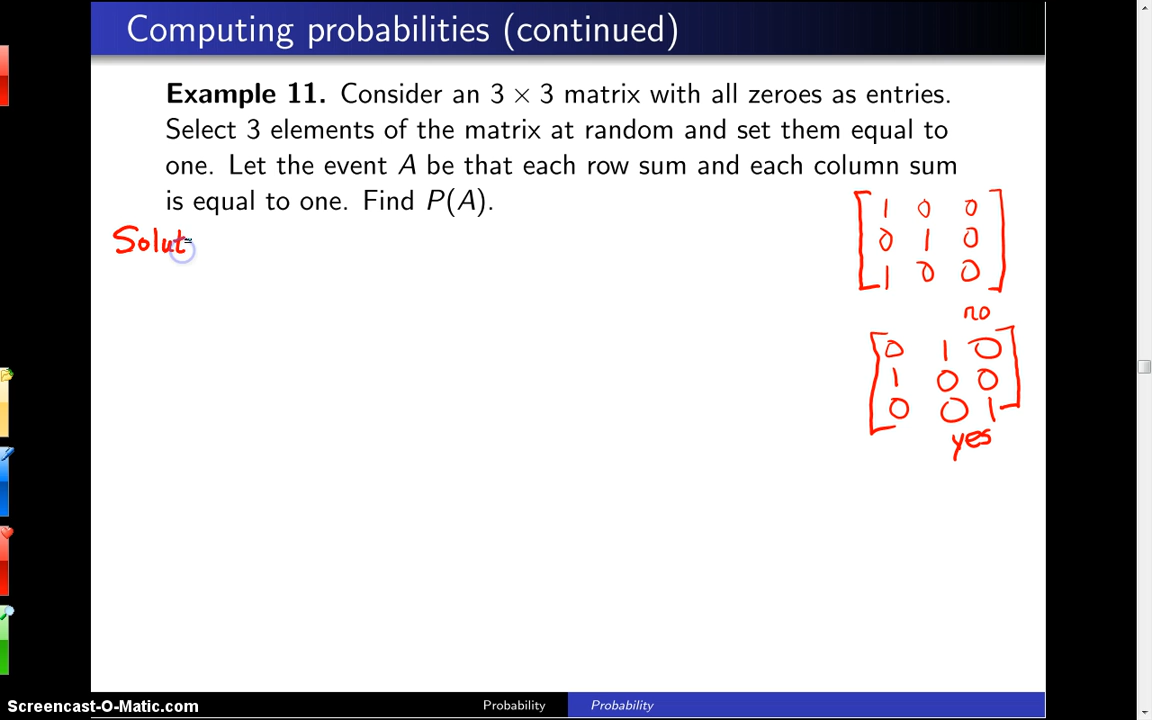 Computing probabilities (continued)
Example 11. Consider an 3 × 3 matrix with all zeroes as entries.
Select 3 elements of the matrix at random and set them equal to
one. Let the event A be that each row sum and each column sum
is equal to one. Find P(A).
Solut
1 0 0
0 1 0
1 0 0
no
0 1 0
1 0 0
0 0 1
yes
Probability Probability
Screencast-O-Matic.com